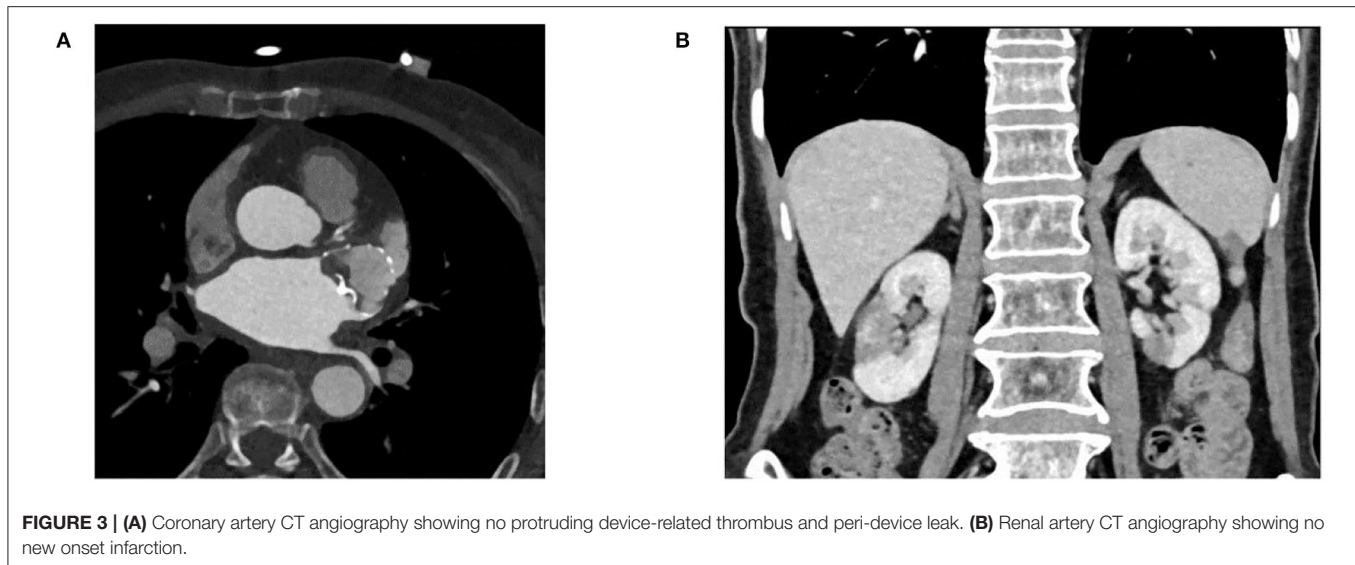 A
B
FIGURE 3 | (A) Coronary artery CT angiography showing no protruding device-related thrombus and peri-device leak. (B) Renal artery CT angiography showing no
new onset infarction.